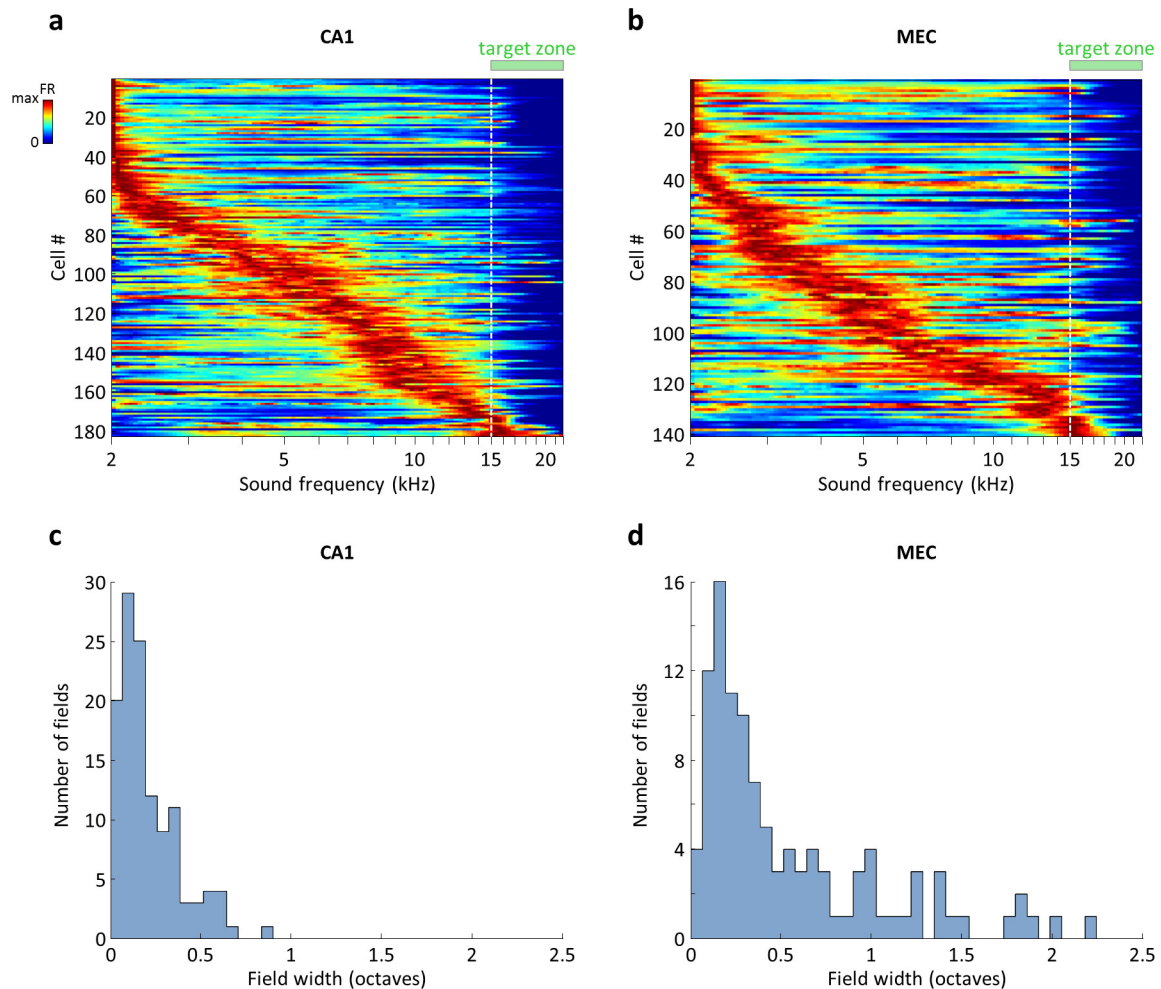 a
CA1
target zone
FR
max
0
20
40
60
80
100
120
140
160
180
Cell #
2 5 10 15 20
Sound frequency (kHz)
b
MEC
target zone
20
40
60
80
100
120
140
Cell #
2 5 10 15 20
Sound frequency (kHz)
c
CA1
30
25
20
15
10
5
0
Number of fields
0 0.5 1 1.5 2 2.5
Field width (octaves)
d
MEC
16
12
8
4
0
Number of fields
0 0.5 1 1.5 2 2.5
Field width (octaves)